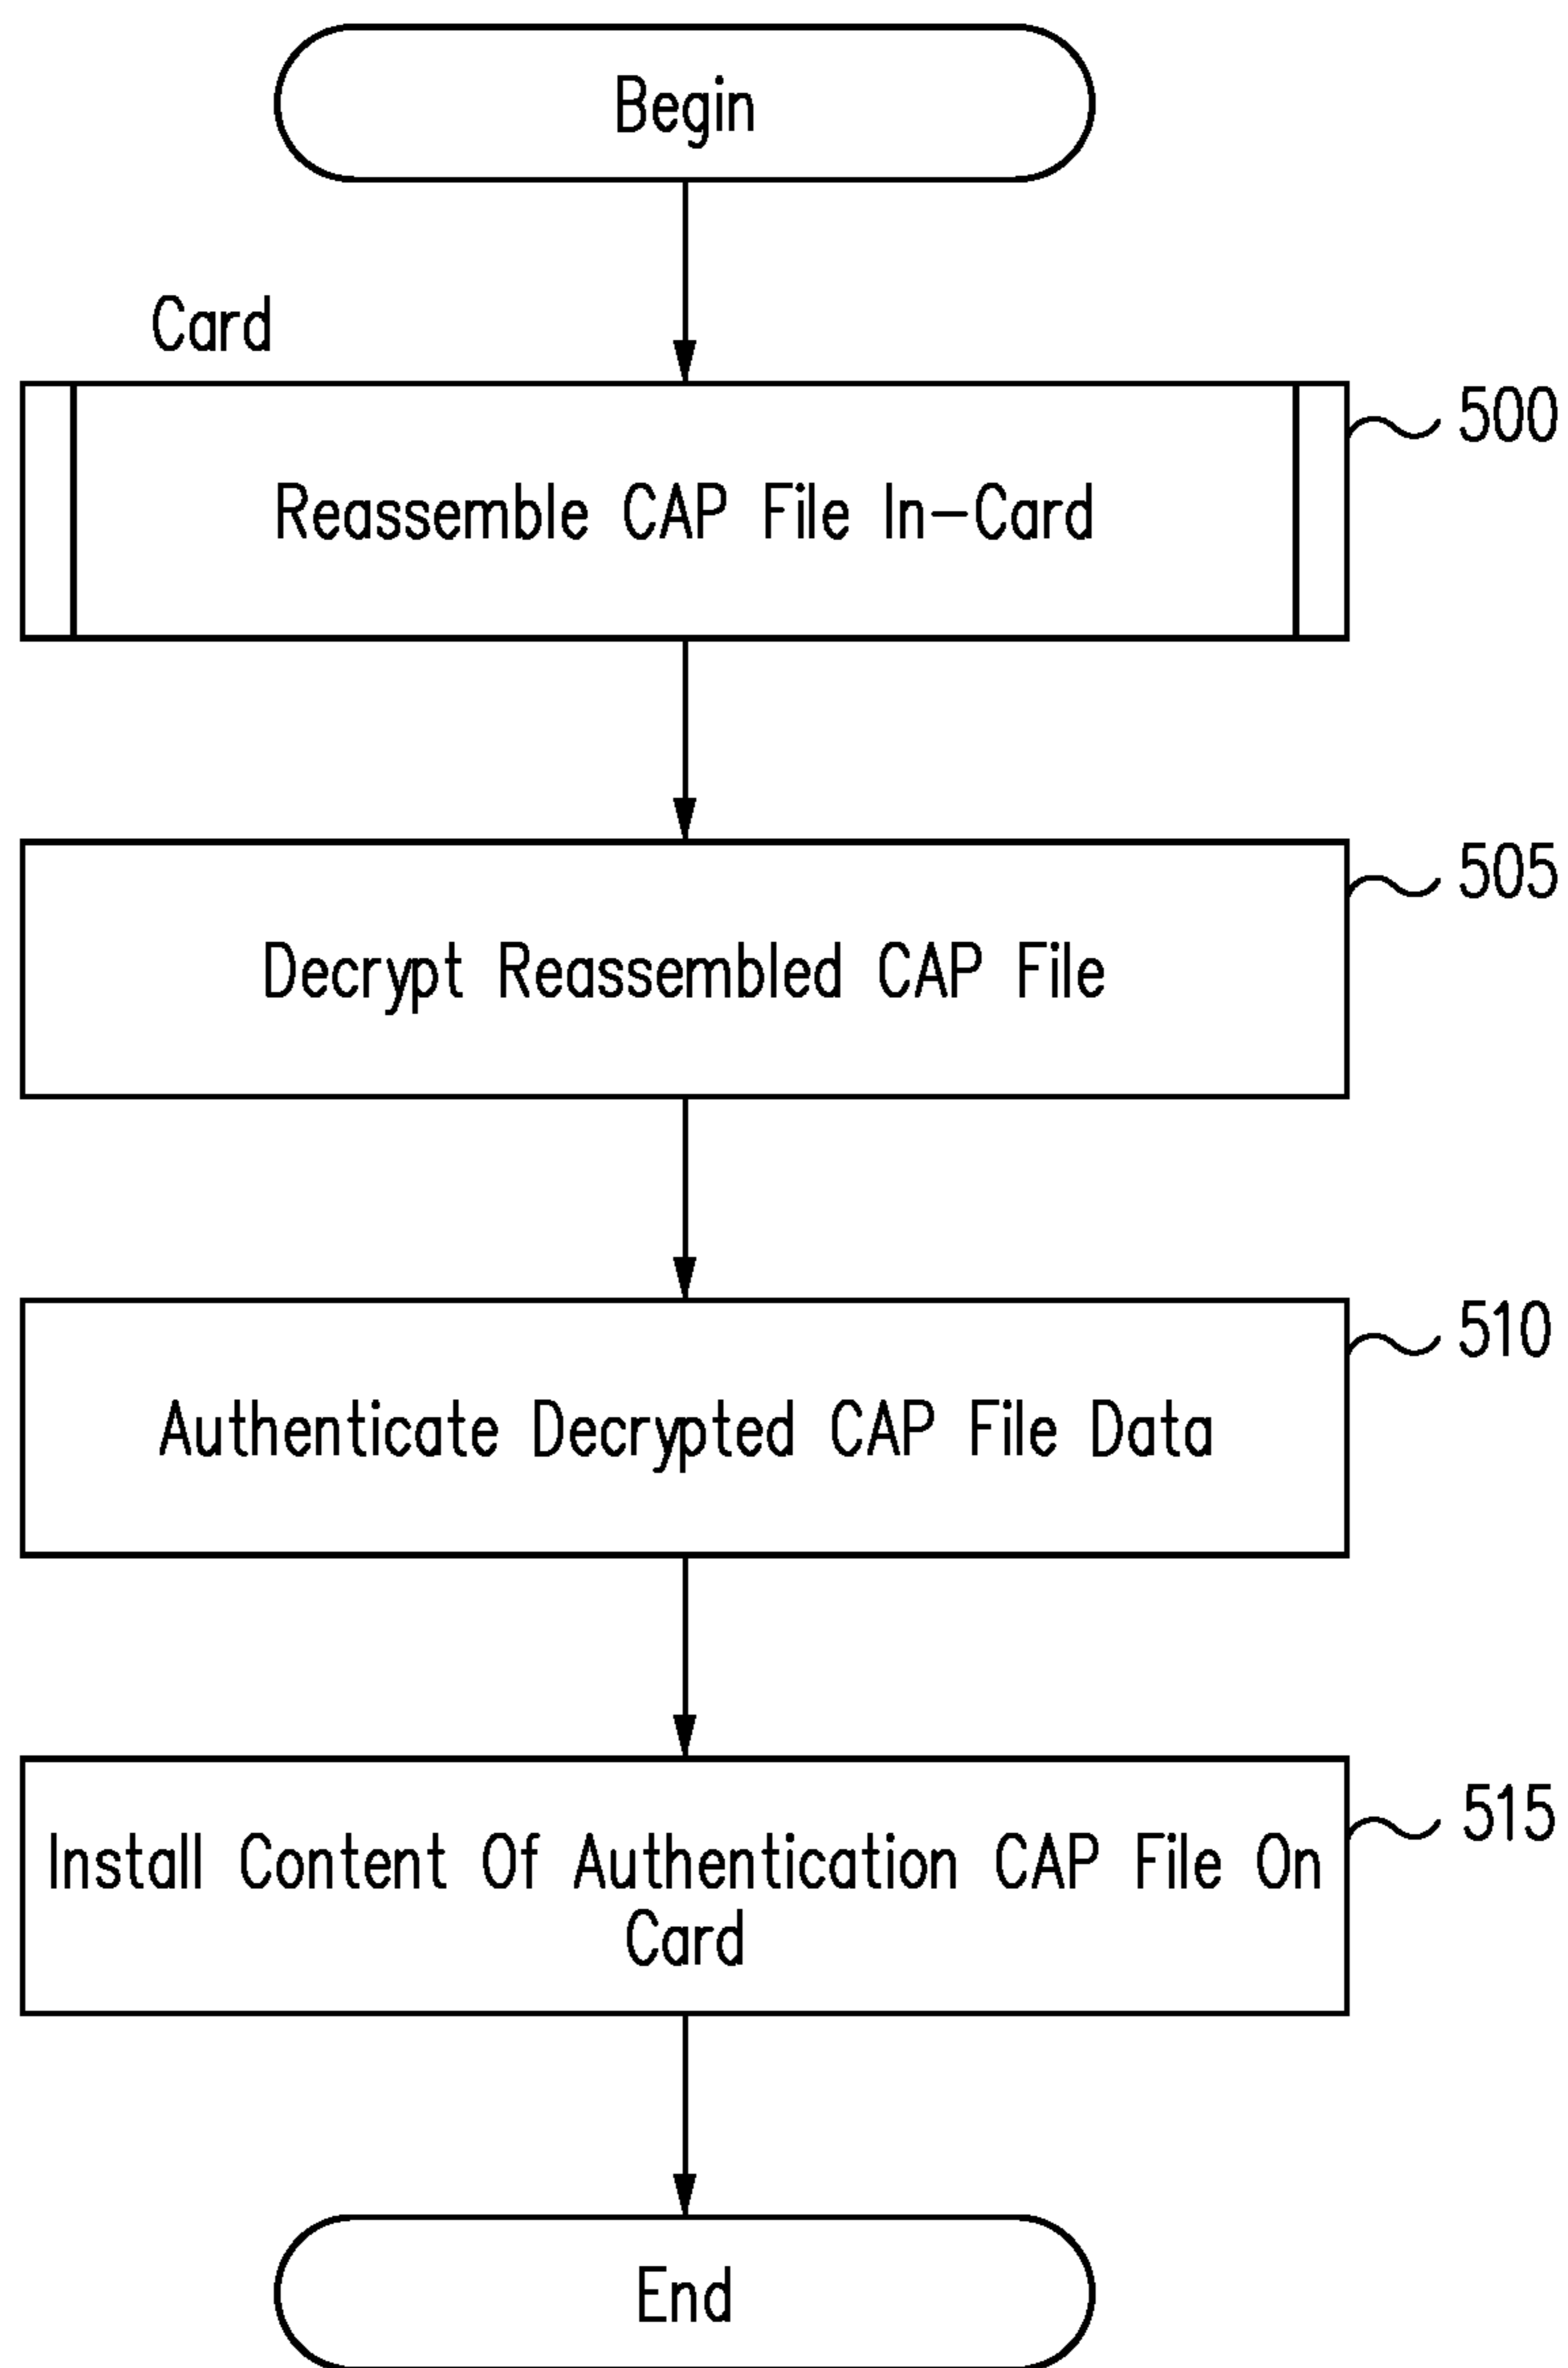 Begin
Card
500
Reassemble CAP File In-Card
505
Decrypt Reassembled CAP File
510
Authenticate Decrypted CAP File Data
515
Install Content Of Authentication CAP File On
Card
End